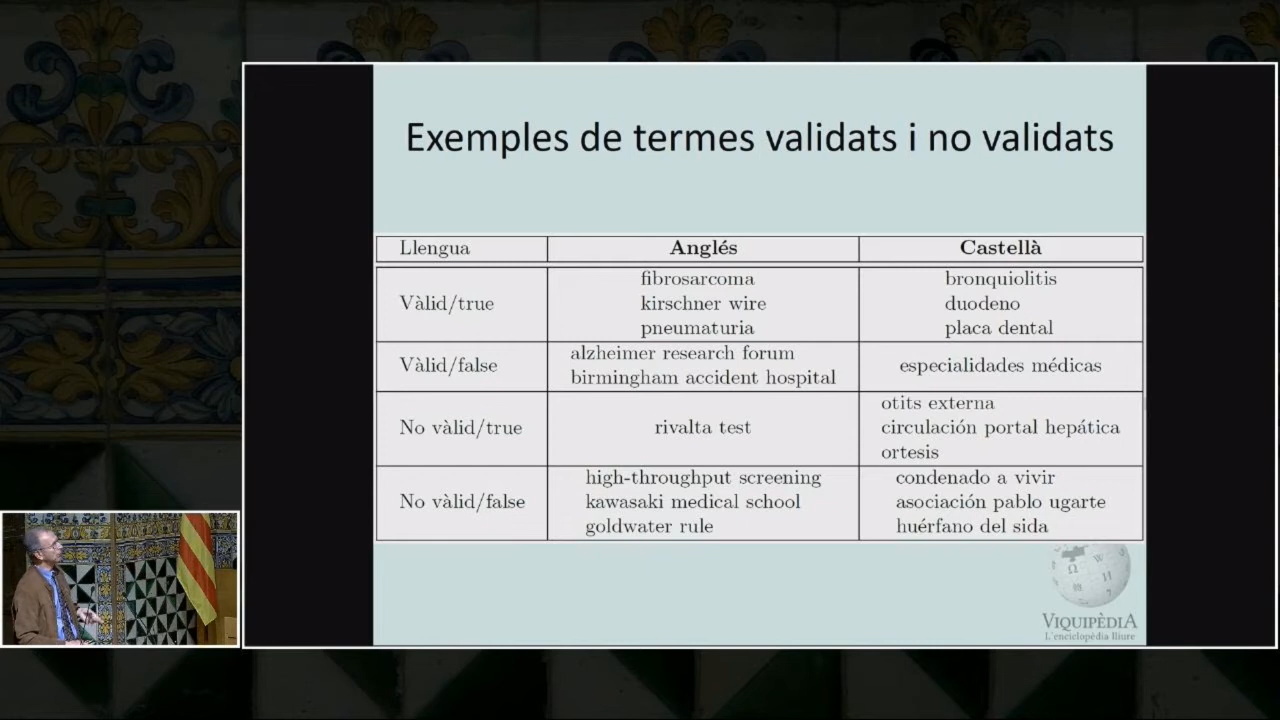 Exemples de termes validats i no validats
Llengua Anglés Castellà
Vàlid/true
fibrosarcoma
kirschner wire
pneumaturia
bronquiolitis
duodeno
placa dental
Vàlid/false
alzheimer research forum
birmingham accident hospital
especialidades médicas
No vàlid/true
rivalta test
otits externa
circulación portal hepática
ortesis
No vàlid/false
high-throughput screening
kawasaki medical school
goldwater rule
condenado a vivir
asociación pablo ugarte
huérfano del sida
VIQUIPÈDIA
L'enciclopèdia lliure